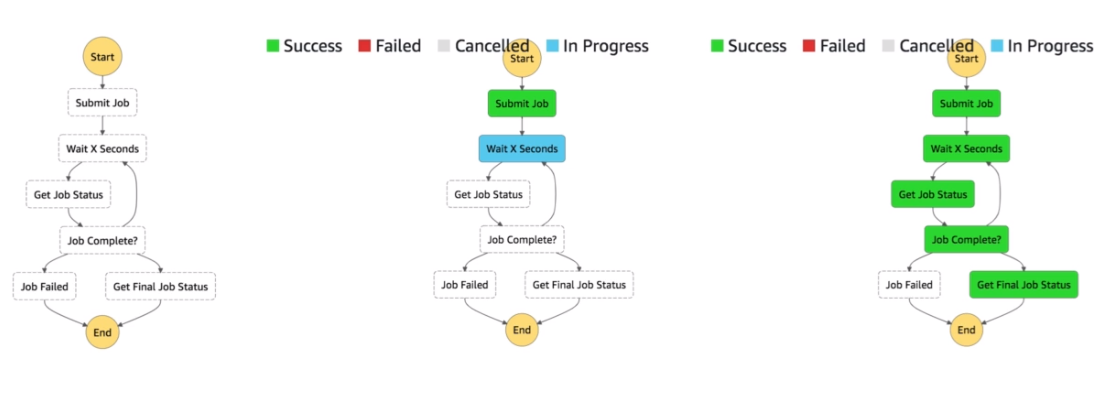 Start
Submit Job
Wait X Seconds
Get Job Status
Job Complete?
Job Failed
Get Final Job Status
End
Success Failed Cancelled In Progress
Start
Submit Job
Wait X Seconds
Get Job Status
Job Complete?
Job Failed
Get Final Job Status
End
Success Failed Cancelled In Progress
Start
Submit Job
Wait X Seconds
Get Job Status
Job Complete?
Job Failed
Get Final Job Status
End